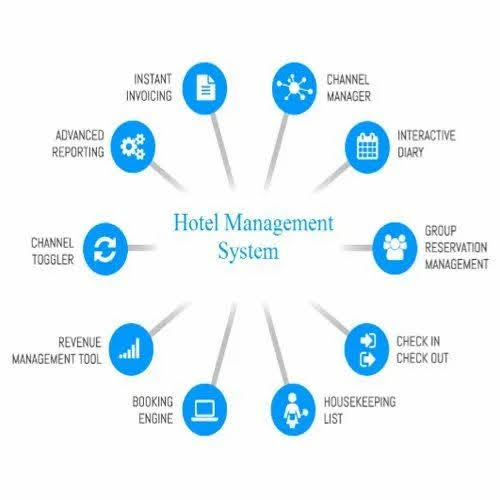 INSTANT
INVOICING
CHANNEL
MANAGER
ADVANCED
REPORTING
INTERACTIVE
DIARY
Hotel Management
System
CHANNEL
TOGGLER
GROUP
RESERVATION
MANAGEMENT
REVENUE
MANAGEMENT TOOL
CHECK IN
CHECK OUT
BOOKING
ENGINE
HOUSEKEEPING
LIST